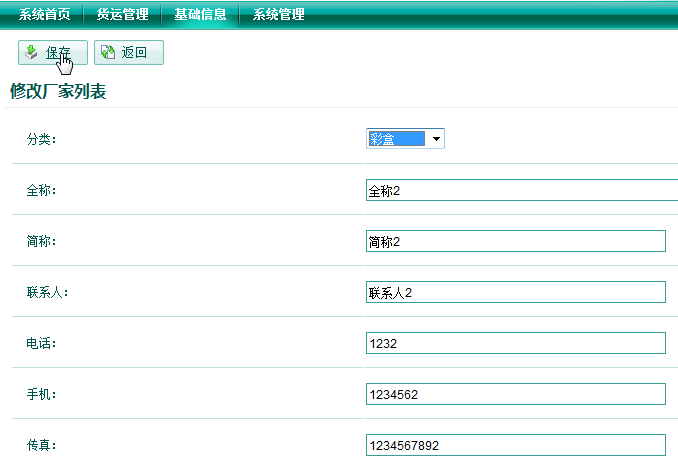 系统首页 货运管理 基础信息 系统管理
保存 返回
修改厂家列表
分类: 彩盒
全称: 全称2
简称: 简称2
联系人: 联系人2
电话: 1232
手机: 1234562
传真: 1234567892